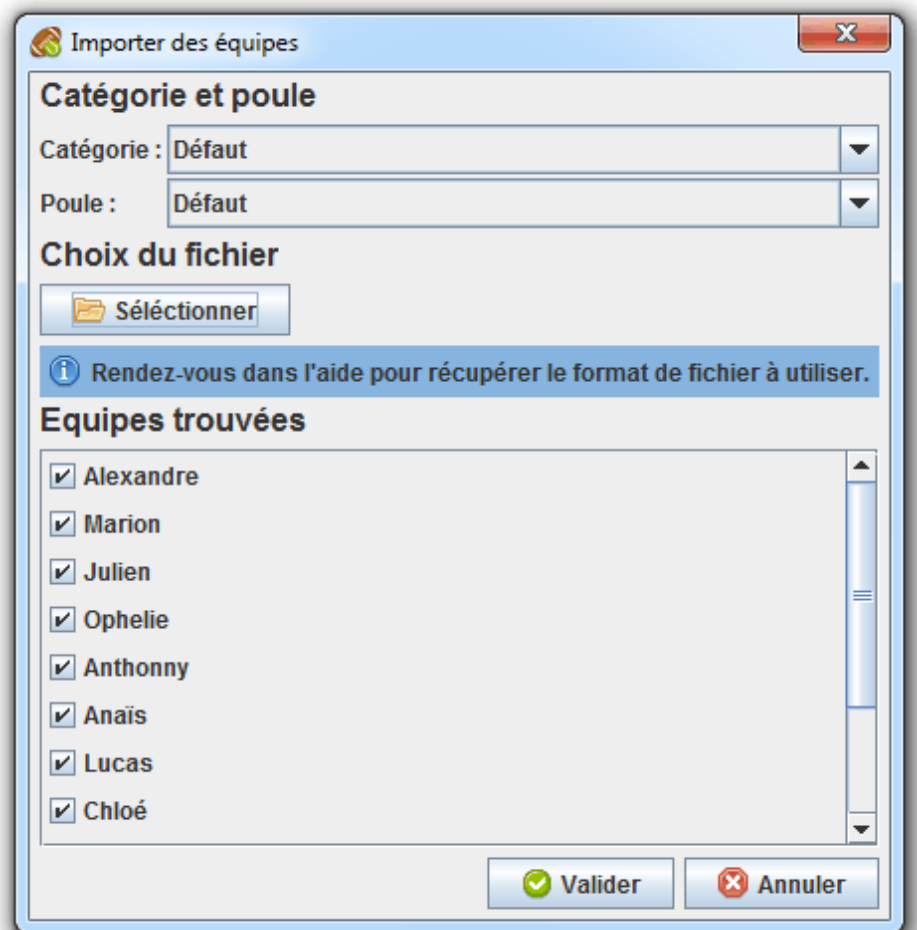 Importer des équipes
Catégorie et poule
Catégorie : Défaut
Poule : Défaut
Choix du fichier
Séléctionner
Rendez-vous dans l'aide pour récupérer le format de fichier à utiliser.
Equipes trouvées
Alexandre
Marion
Julien
Ophelie
Anthonny
Anaïs
Lucas
Chloé
Valider Annuler